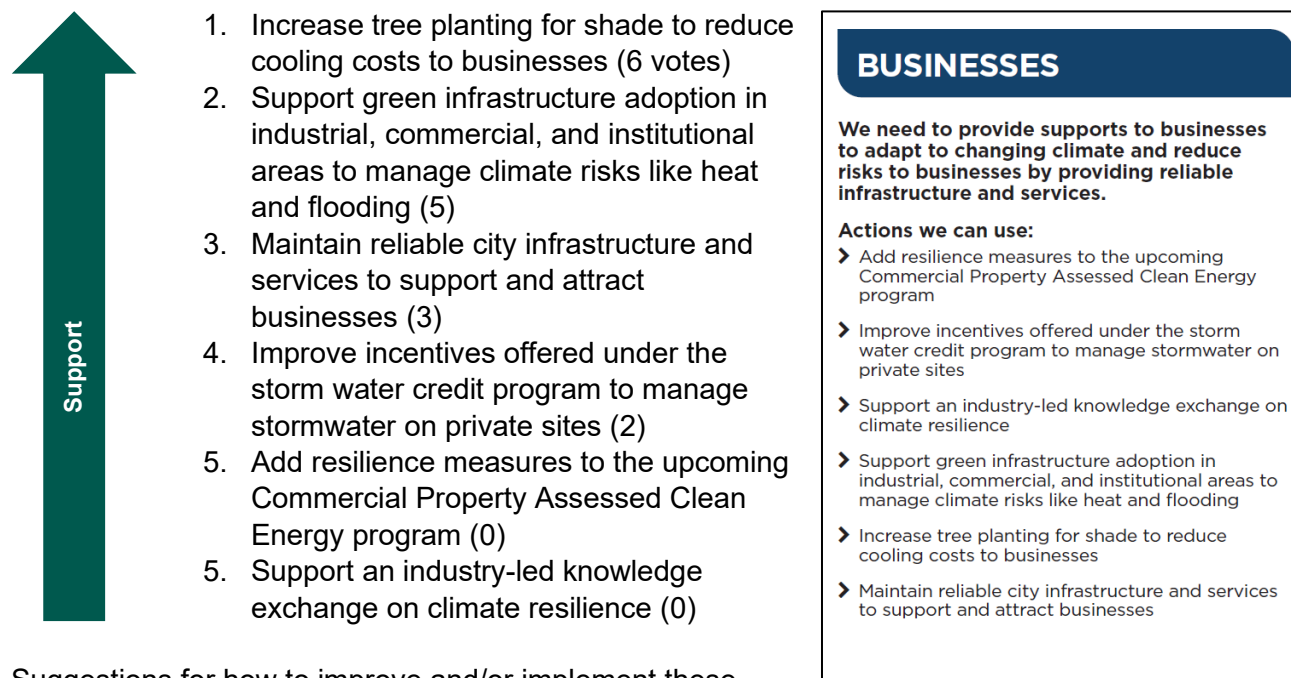 Support
1. Increase tree planting for shade to reduce
cooling costs to businesses (6 votes)
2. Support green infrastructure adoption in
industrial, commercial, and institutional
areas to manage climate risks like heat
and flooding (5)
3. Maintain reliable city infrastructure and
services to support and attract
businesses (3)
4. Improve incentives offered under the
storm water credit program to manage
stormwater on private sites (2)
5. Add resilience measures to the upcoming
Commercial Property Assessed Clean
Energy program (0)
5. Support an industry-led knowledge
exchange on climate resilience (0)
Suggestions for how to improve and/or implement these
BUSINESSES
We need to provide supports to businesses
to adapt to changing climate and reduce
risks to businesses by providing reliable
infrastructure and services.
Actions we can use:
Add resilience measures to the upcoming
Commercial Property Assessed Clean Energy
program
Improve incentives offered under the storm
water credit program to manage stormwater on
private sites
Support an industry-led knowledge exchange on
climate resilience
Support green infrastructure adoption in
industrial, commercial, and institutional areas to
manage climate risks like heat and flooding
Increase tree planting for shade to reduce
cooling costs to businesses
Maintain reliable city infrastructure and services
to support and attract businesses